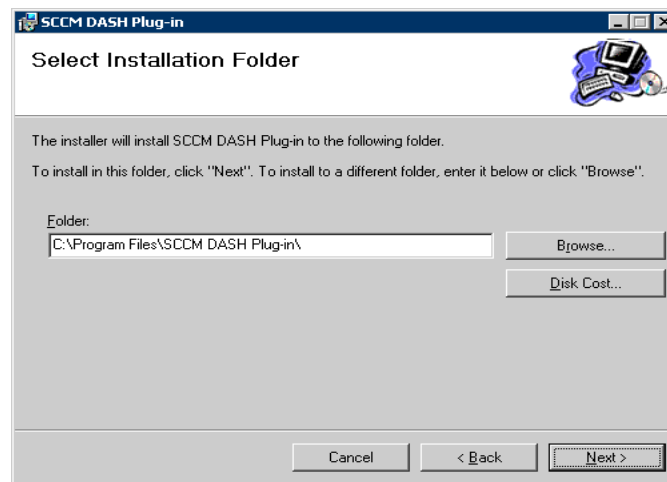 SCCM DASH Plug-in
Select Installation Folder
The installer will install SCCM DASH Plug-in to the following folder.
To install in this folder, click "Next". To install to a different folder, enter it below or click "Browse".
Folder:
C:\Program Files\SCCM DASH Plug-in\
Browse...
Disk Cost...
Cancel
< Back
Next >